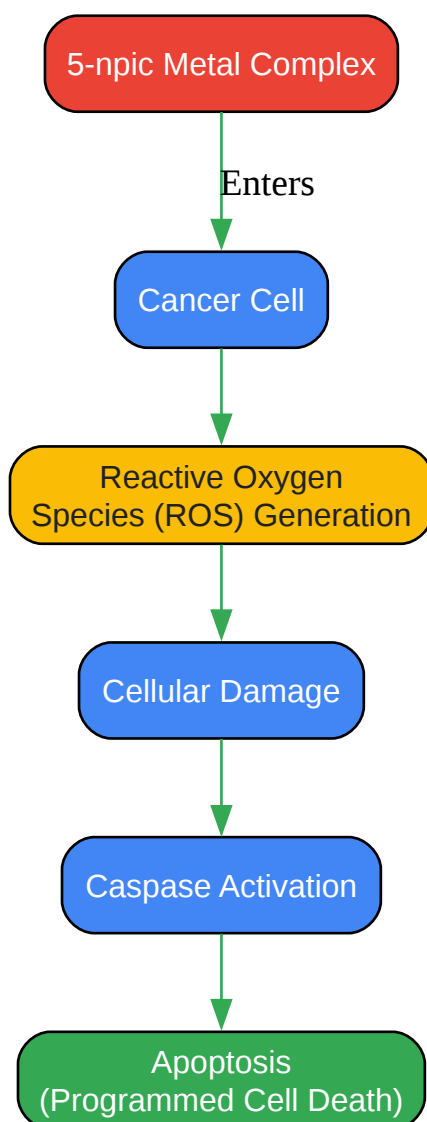 5-npic Metal Complex
Enters
Cancer Cell
Reactive Oxygen
Species (ROS) Generation
Cellular Damage
Caspase Activation
Apoptosis
(Programmed Cell Death)